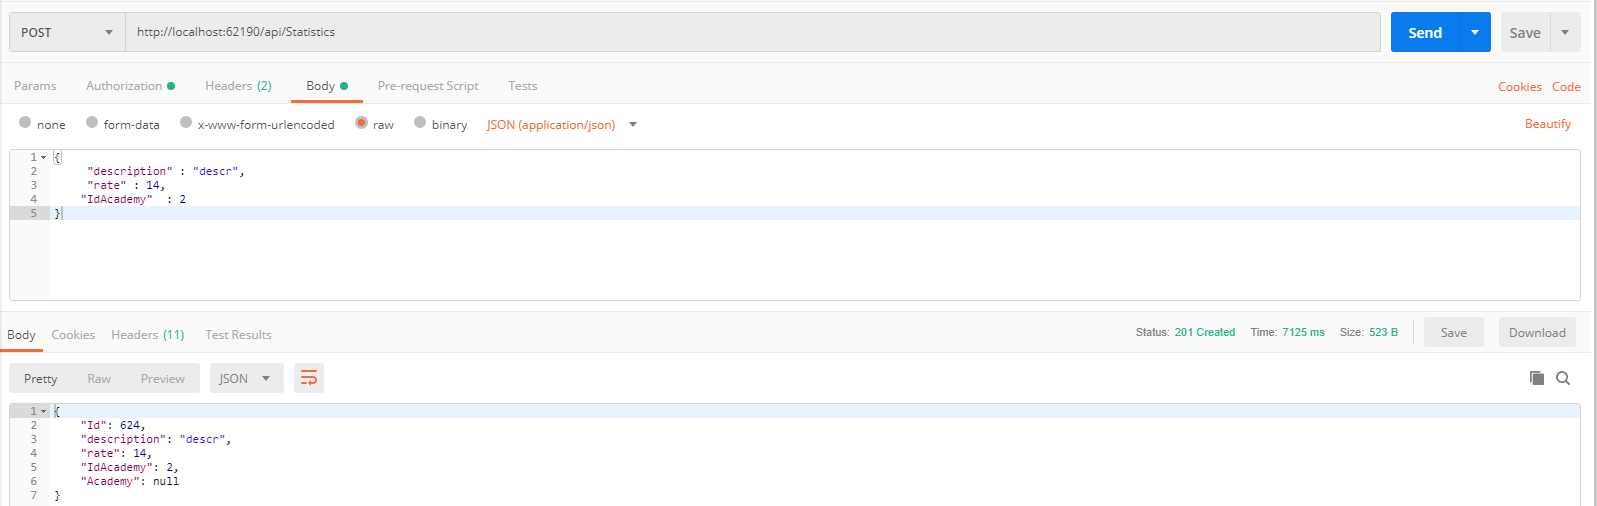 POST http://localhost:62190/api/Statistics Send Save
Params Authorization Headers (2) Body Pre-request Script Tests Cookies Code
none form-data x-www-form-urlencoded raw binary JSON (application/json) Beautify
1 {
2 "description" : "descr",
3 "rate" : 14,
4 "IdAcademy" : 2
5 }
Body Cookies Headers (11) Test Results Status: 201 Created Time: 7125 ms Size: 523 B Save Download
Pretty Raw Preview JSON
1 {
2 "Id": 624,
3 "description": "descr",
4 "rate": 14,
5 "IdAcademy": 2,
6 "Academy": null
7 }